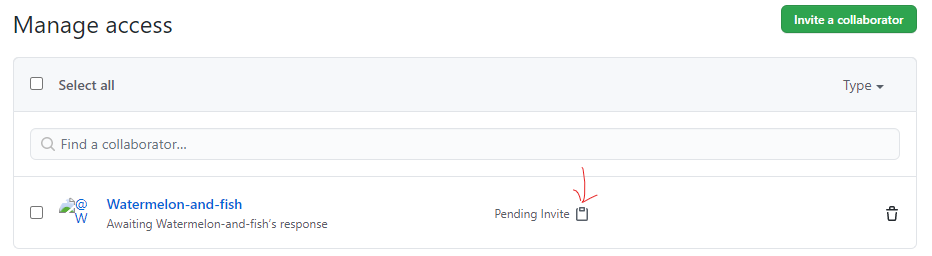 Manage access
Invite a collaborator
Select all
Type
Find a collaborator...
@
W
Watermelon-and-fish
Awaiting Watermelon-and-fish's response
Pending Invite